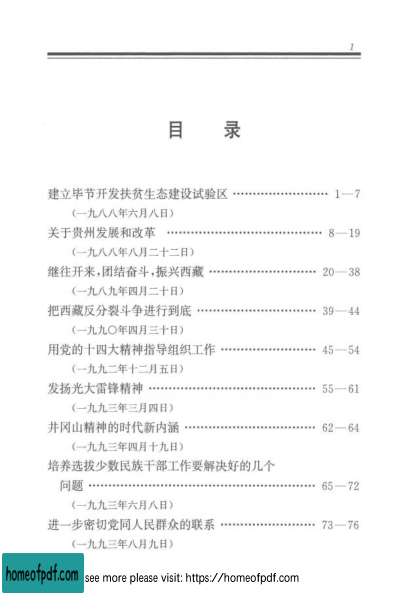 1
目 录
建立毕节开发扶贫生态建设试验区 ························ 1—7
(一九八八年六月八日)
关于贵州发展和改革 ························ 8—19
(一九八八年八月二十二日)
继往开来,团结奋斗,振兴西藏 ························ 20—38
(一九八九年四月二十日)
把西藏反分裂斗争进行到底 ························ 39—44
(一九九〇年四月三十日)
用党的十四大精神指导组织工作 ························ 45—54
(一九九二年十二月五日)
发扬光大雷锋精神 ························ 55—61
(一九九三年三月四日)
井冈山精神的时代新内涵 ························ 62—64
(一九九三年四月十九日)
培养选拔少数民族干部工作要解决好的几个
问题 ························ 65—72
(一九九三年六月八日)
进一步密切党同人民群众的联系 ························ 73—76
(一九九三年八月九日)
homeofpdf.com see more please visit: https://homeofpdf.com